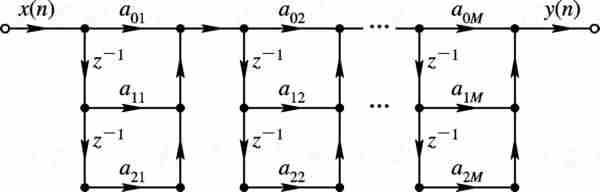 x(n) a₀₁ a₀₂ ... a₀M y(n)
z⁻¹ z⁻¹ z⁻¹
a₁₁ a₁₂ ... a₁M
z⁻¹ z⁻¹ z⁻¹
a₂₁ a₂₂ a₂M